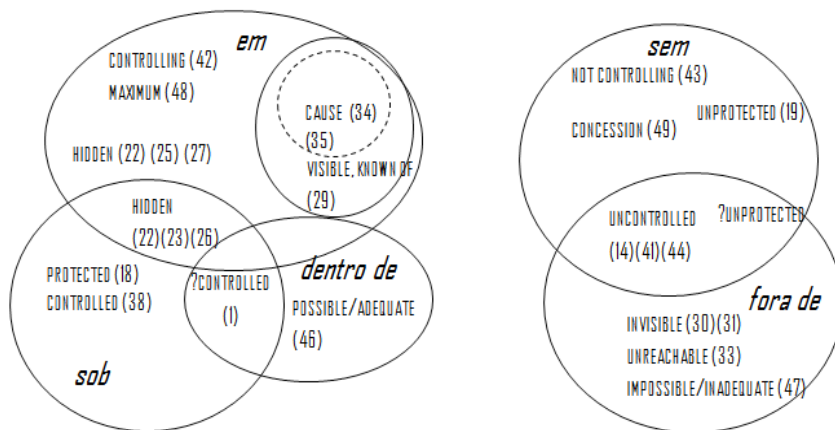 em
CONTROLLING (42)
MAXIMUM (48)
CAUSE (34)
(35)
HIDDEN (22) (25) (27)
VISIBLE, KNOWN OF
(29)
HIDDEN
(22)(23)(26)
dentro de
PROTECTED (18)
CONTROLLED (38)
?CONTROLLED
(1)
POSSIBLE/ADEQUATE
(46)
sob
sem
NOT CONTROLLING (43)
UNPROTECTED (19)
CONCESSION (49)
UNCONTROLLED
(14)(41)(44)
?UNPROTECTED
fora de
INVISIBLE (30)(31)
UNREACHABLE (33)
IMPOSSIBLE/INADEQUATE (47)